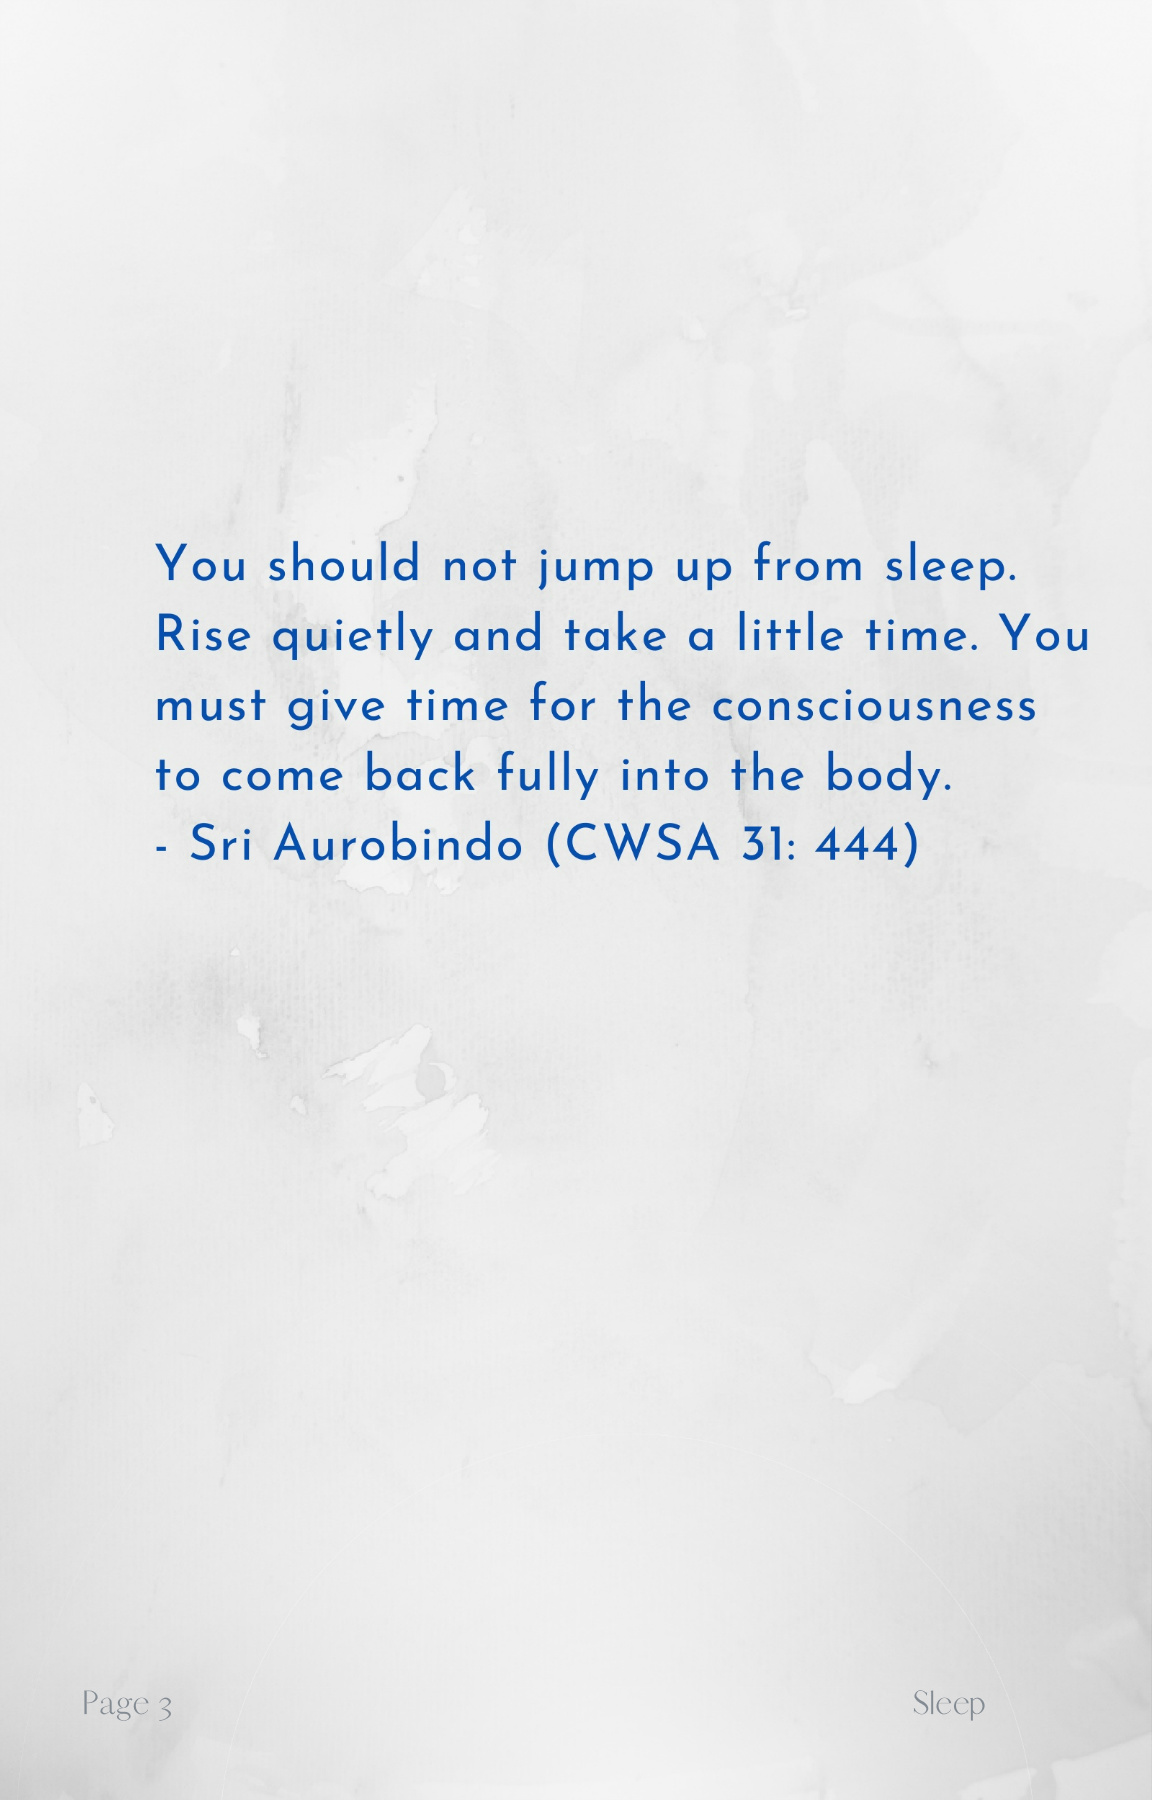 You should not jump up from sleep.
Rise quietly and take a little time. You
must give time for the consciousness
to come back fully into the body.
- Sri Aurobindo (CWSA 31: 444)
Page 3
Sleep